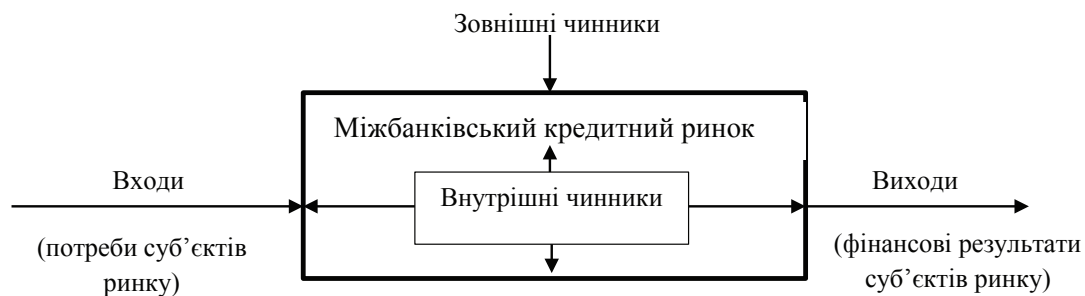 Зовнішні чинники
Міжбанківський кредитний ринок
Входи
Внутрішні чинники
Виходи
(потреби суб’єктів
ринку)
(фінансові результати
суб’єктів ринку)